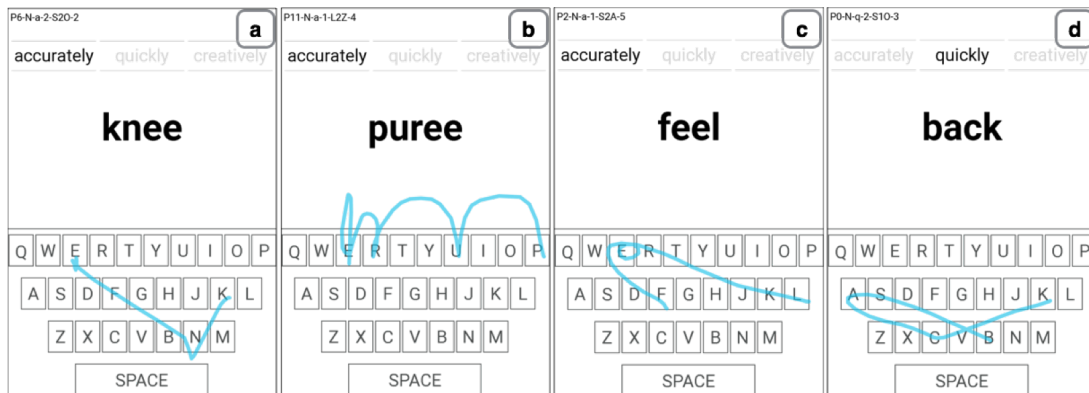 P6-N-a-2-S2O-2
a
accurately quickly creatively
knee
Q W E R T Y U I O P
A S D F G H J K L
Z X C V B N M
SPACE
P11-N-a-1-L2Z-4
b
accurately quickly creatively
puree
Q W E R T Y U I O P
A S D F G H J K L
Z X C V B N M
SPACE
P2-N-a-1-S2A-5
c
accurately quickly creatively
feel
Q W E R T Y U I O P
A S D F G H J K L
Z X C V B N M
SPACE
P0-N-q-2-S1O-3
d
accurately quickly creatively
back
Q W E R T Y U I O P
A S D F G H J K L
Z X C V B N M
SPACE